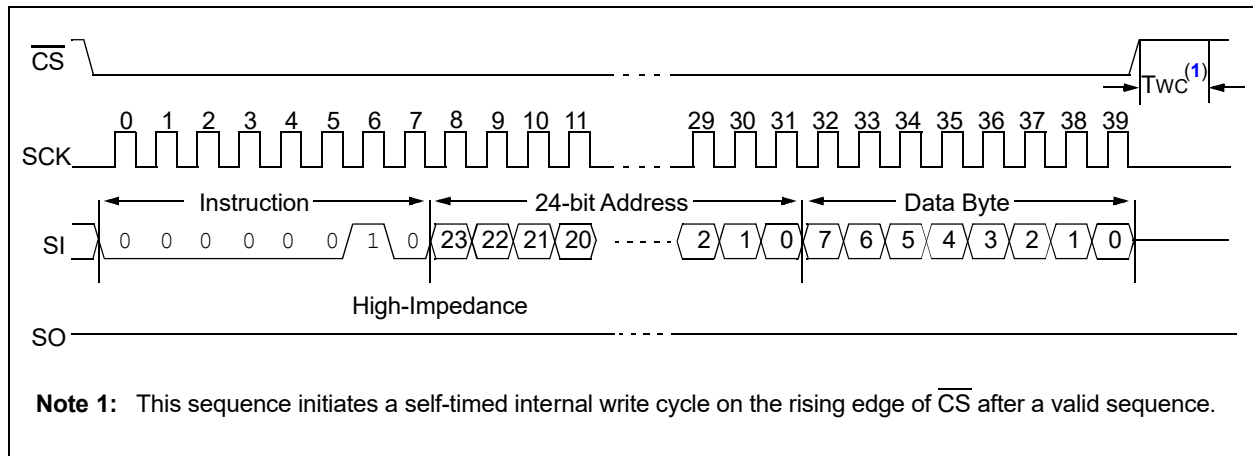 CS
TWC(1)
0 1 2 3 4 5 6 7 8 9 10 11 29 30 31 32 33 34 35 36 37 38 39
SCK
Instruction 24-bit Address Data Byte
SI 0 0 0 0 0 0 1 0 23 22 21 20 2 1 0 7 6 5 4 3 2 1 0
High-Impedance
SO
Note 1: This sequence initiates a self-timed internal write cycle on the rising edge of CS after a valid sequence.